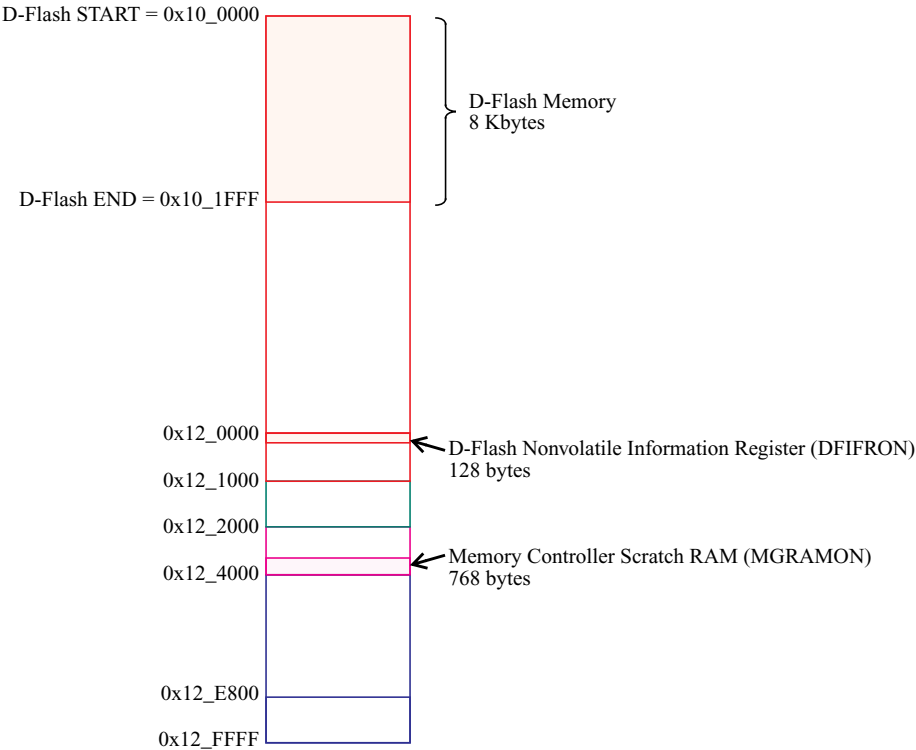 D-Flash START = 0x10_0000
D-Flash Memory
8 Kbytes
D-Flash END = 0x10_1FFF
0x12_0000
D-Flash Nonvolatile Information Register (DFIFRON)
128 bytes
0x12_1000
0x12_2000
Memory Controller Scratch RAM (MGRAMON)
768 bytes
0x12_4000
0x12_E800
0x12_FFFF